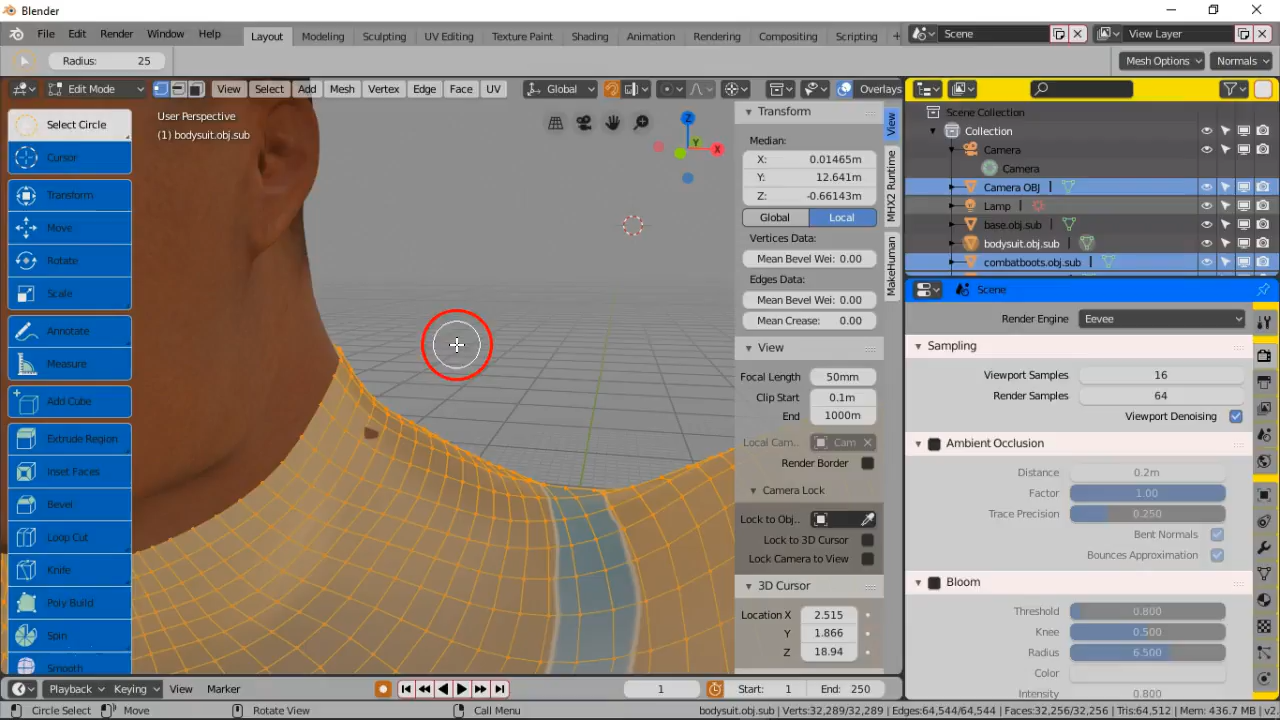 Blender
File Edit Render Window Help Layout Modeling Sculpting UV Editing Texture Paint Shading Animation Rendering Compositing Scripting + Scene View Layer
Radius: 25 Mesh Options Normals
Edit Mode View Select Add Mesh Vertex Edge Face UV Global Overlays
User Perspective
(1) bodysuit.obj.sub
Select Circle
Cursor
Transform
Move
Rotate
Scale
Annotate
Measure
Add Cube
Extrude Region
Inset Faces
Bevel
Loop Cut
Knife
Poly Build
Spin
Smooth
Z
Y
X
Transform
Median:
X: 0.01465m
Y: 12.641m
Z: -0.66143m
Global Local
Vertices Data:
Mean Bevel Wei: 0.00
Edges Data:
Mean Bevel Wei: 0.00
Mean Crease: 0.00
View
Focal Length 50mm
Clip Start 0.1m
End 1000m
Local Cam.. Cam
Render Border
Camera Lock
Lock to Obj..
Lock to 3D Cursor
Lock Camera to View
3D Cursor
Location X 2.515
Y 1.866
Z 18.94
View
MHX2 Runtime
MakeHuman
Scene Collection
Collection
Camera
Camera
Camera OBJ
Lamp
base.obj.sub
bodysuit.obj.sub
combatboots.obj.sub
Scene
Render Engine Eevee
Sampling
Viewport Samples 16
Render Samples 64
Viewport Denoising
Ambient Occlusion
Distance 0.2m
Factor 1.00
Trace Precision 0.250
Bent Normals
Bounces Approximation
Bloom
Threshold 0.800
Knee 0.500
Radius 6.500
Color
Intensity 0.800
Playback Keying View Marker 1 Start: 1 End: 250
Circle Select Move Rotate View Call Menu bodysuit.obj.sub | Verts:32,289/32,289 | Edges:64,544/64,544 | Faces:32,256/32,256 | Tris:64,512 | Mem: 436.7 MB | v2.